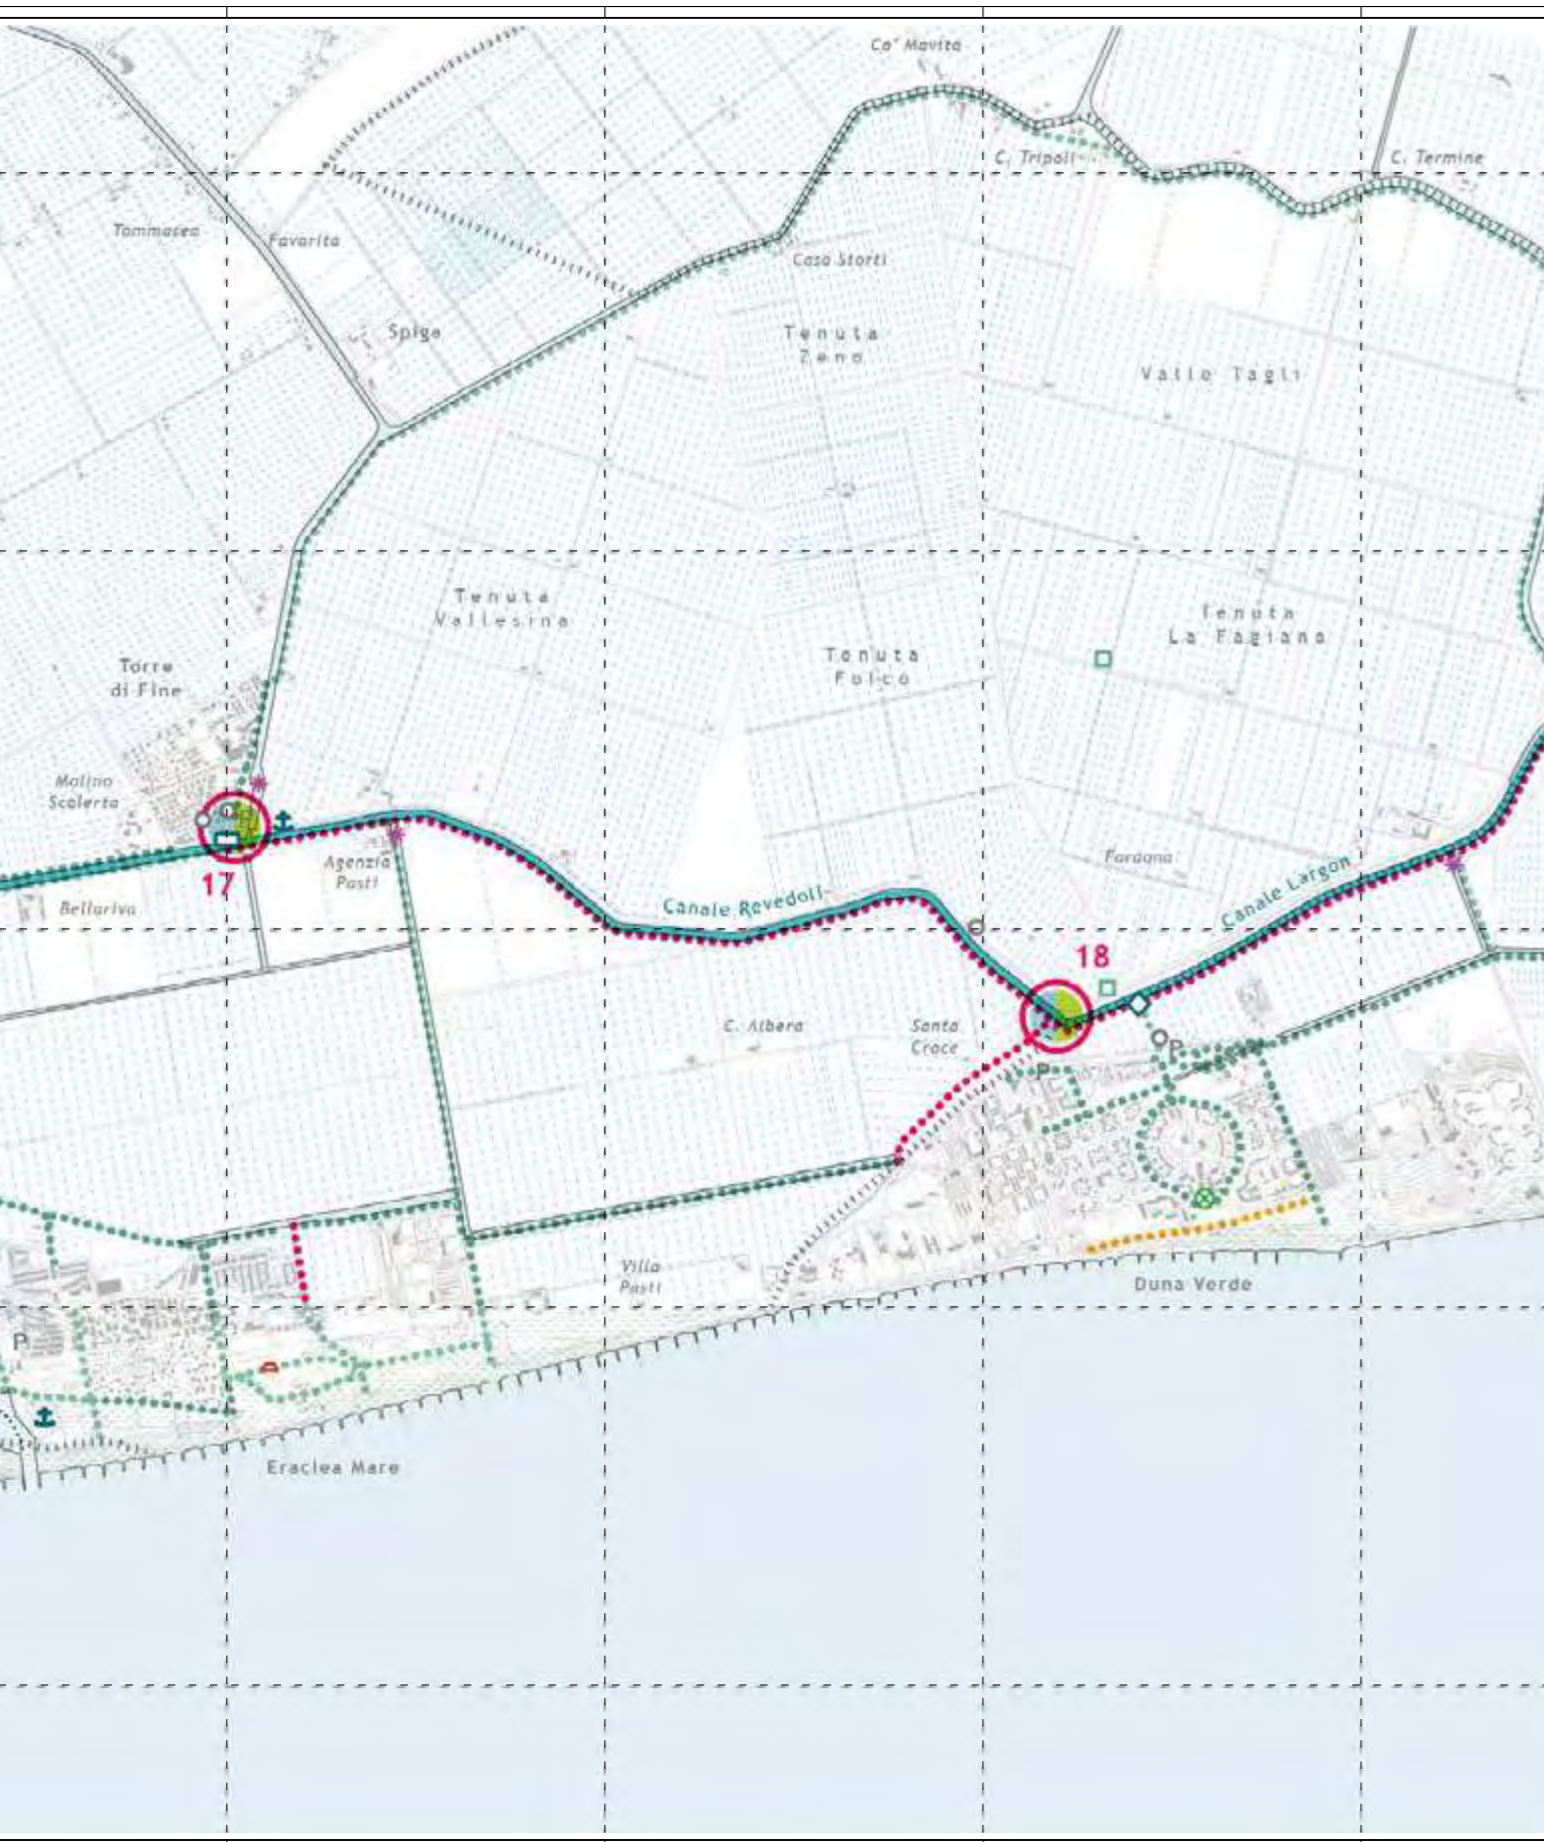 Ca' Mavita
C. Tripoli
C. Termine
Tommasea
Favorita
Casa Storti
Spiga
Tenuta
Zeno
Valle Tagli
Tenuta
Vallesina
Tenuta
La Fagiana
Tenuta
Folco
Torre
di Fine
Molino
Scolerta
Agenzia
Pasti
17
Bellariva
Canale Revedoli
Fordana
Canale Largon
18
C. Albera
Santa
Croce
P
P
Villa
Pasti
Duna Verde
P
Eraclea Mare